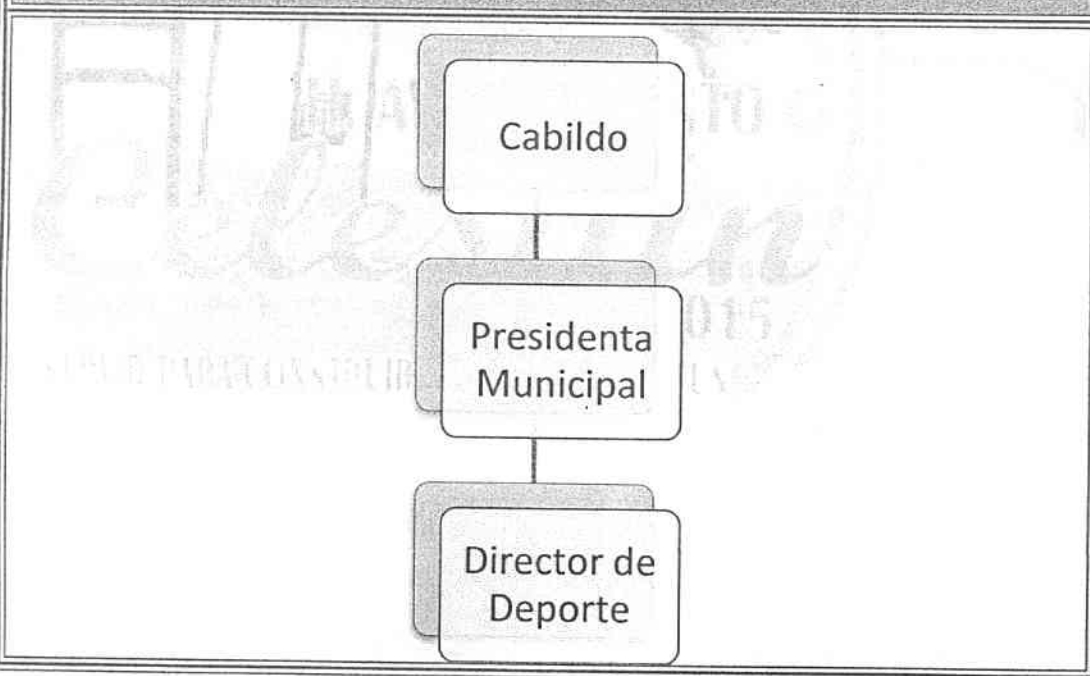 Cabildo
Presidenta
Municipal
Director de
Deporte